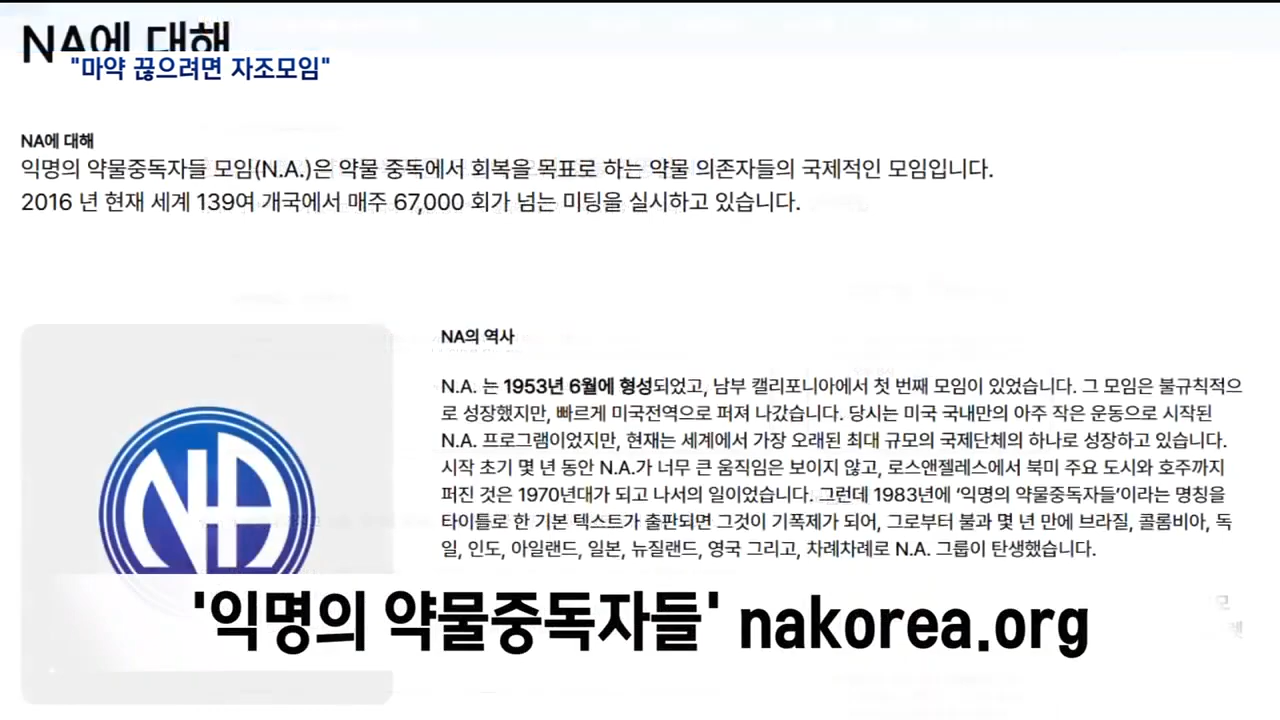 NA에 대해
"마약 끊으려면 자조모임"
NA에 대해
익명의 약물중독자들 모임(N.A.)은 약물 중독에서 회복을 목표로 하는 약물 의존자들의 국제적인 모임입니다.
2016 년 현재 세계 139여 개국에서 매주 67,000 회가 넘는 미팅을 실시하고 있습니다.
NA의 역사
N.A. 는 1953년 6월에 형성되었고, 남부 캘리포니아에서 첫 번째 모임이 있었습니다. 그 모임은 불규칙적으
로 성장했지만, 빠르게 미국전역으로 퍼져 나갔습니다. 당시는 미국 국내만의 아주 작은 운동으로 시작된
N.A. 프로그램이었지만, 현재는 세계에서 가장 오래된 최대 규모의 국제단체의 하나로 성장하고 있습니다.
시작 초기 몇 년 동안 N.A.가 너무 큰 움직임은 보이지 않고, 로스앤젤레스에서 북미 주요 도시와 호주까지
퍼진 것은 1970년대가 되고 나서의 일이었습니다. 그런데 1983년에 ‘익명의 약물중독자들’이라는 명칭을
타이틀로 한 기본 텍스트가 출판되면 그것이 기폭제가 되어, 그로부터 불과 몇 년 만에 브라질, 콜롬비아, 독
일, 인도, 아일랜드, 일본, 뉴질랜드, 영국 그리고, 차례차례로 N.A. 그룹이 탄생했습니다.
NA
'익명의 약물중독자들' nakorea.org